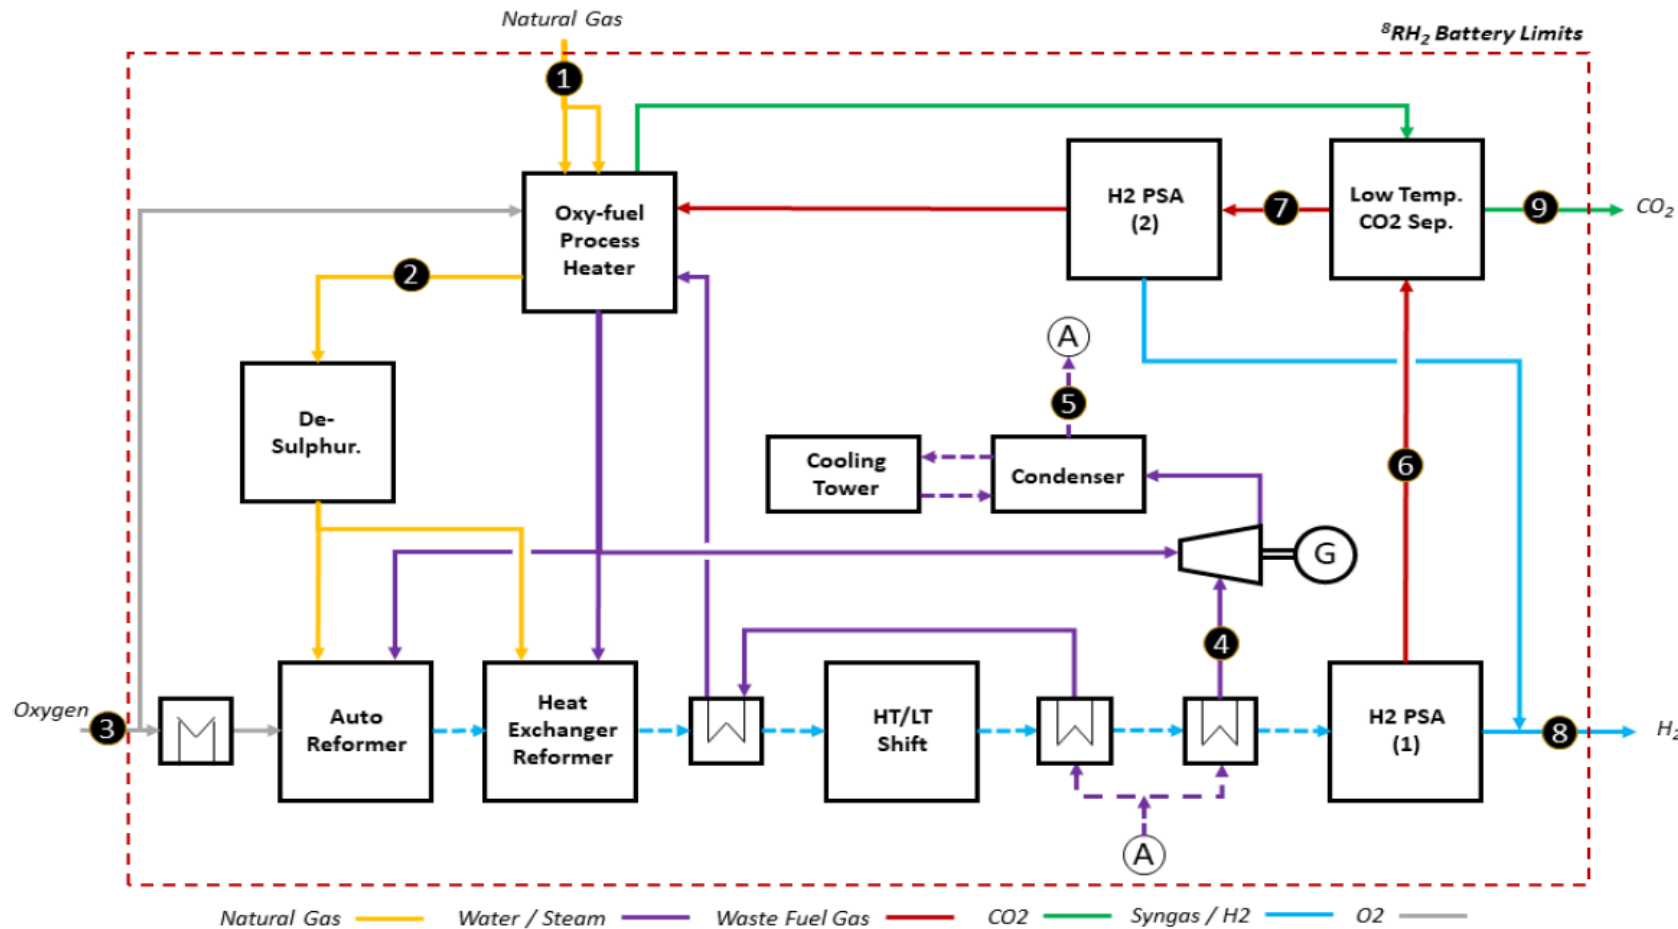 Natural Gas
⁸RH₂ Battery Limits
1
Oxy-fuel
Process
Heater
H2 PSA
(2)
7
Low Temp.
CO2 Sep.
9
CO₂
2
A
5
De-
Sulphur.
Cooling
Tower
Condenser
6
G
4
Oxygen
3
Auto
Reformer
Heat
Exchanger
Reformer
HT/LT
Shift
H2 PSA
(1)
8
H₂
A
Natural Gas
Water / Steam
Waste Fuel Gas
CO2
Syngas / H2
O2